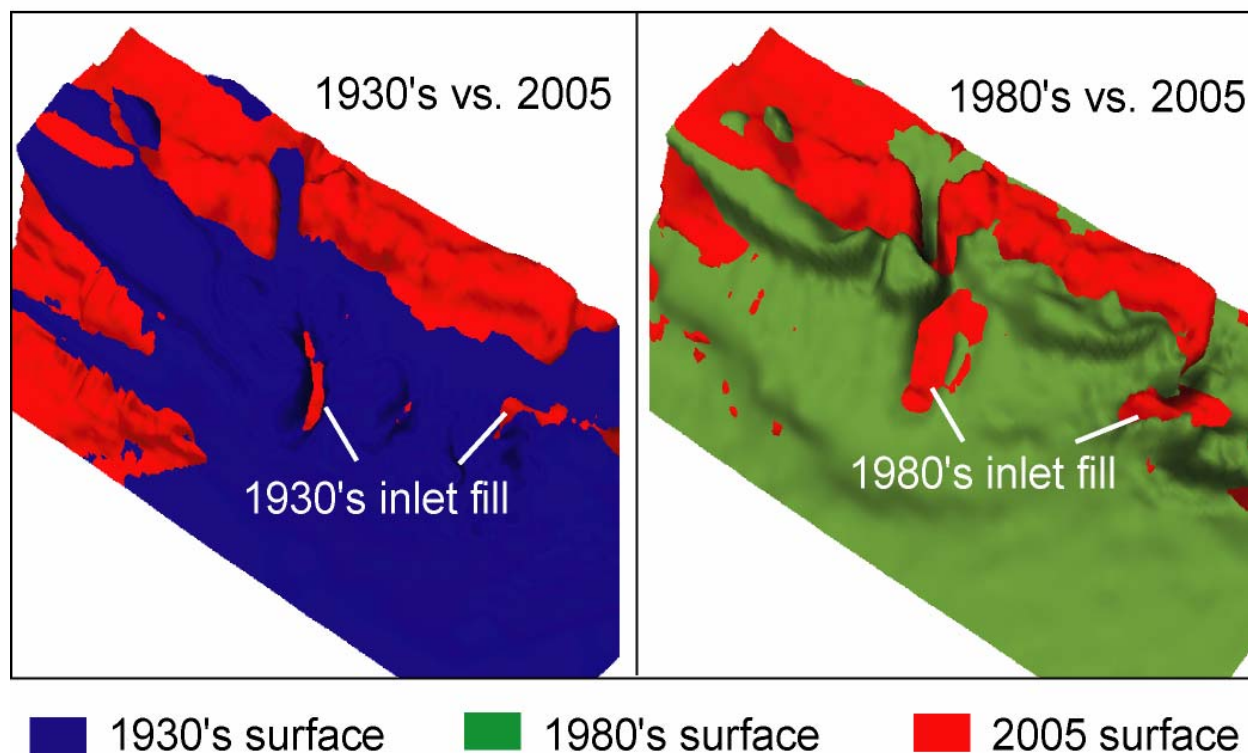 1930's vs. 2005
1980's vs. 2005
1930's inlet fill
1980's inlet fill
1930's surface
1980's surface
2005 surface